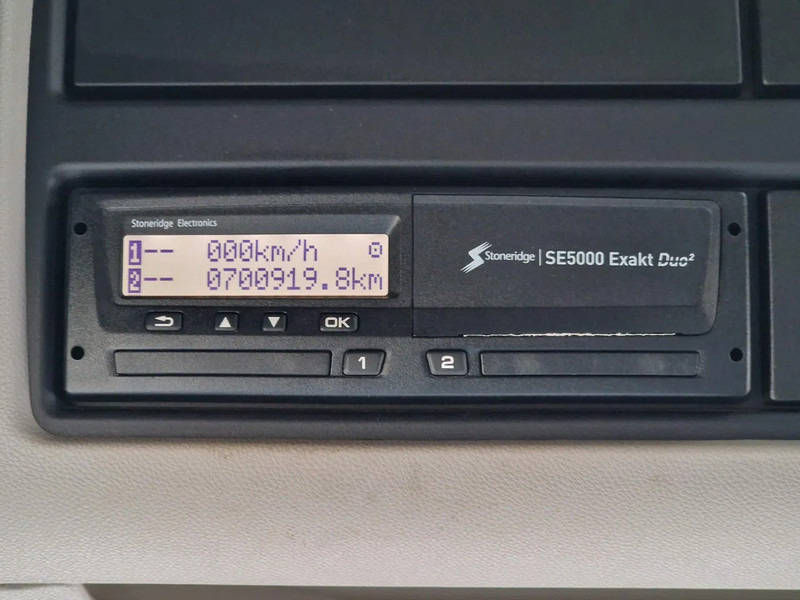 Stoneridge Electronics
1-- 000km/h
2-- 0700919.8km
OK
1
2
Stoneridge | SE5000 Exakt Duo²